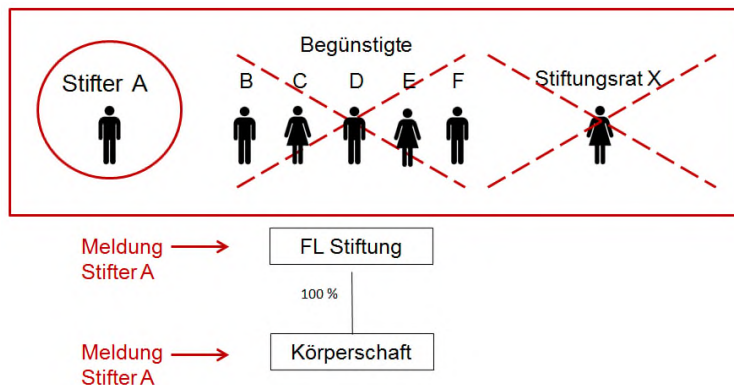 Begünstigte
Stifter A
B C D E F
Stiftungsrat X
Meldung
Stifter A
FL Stiftung
100 %
Meldung
Stifter A
Körperschaft